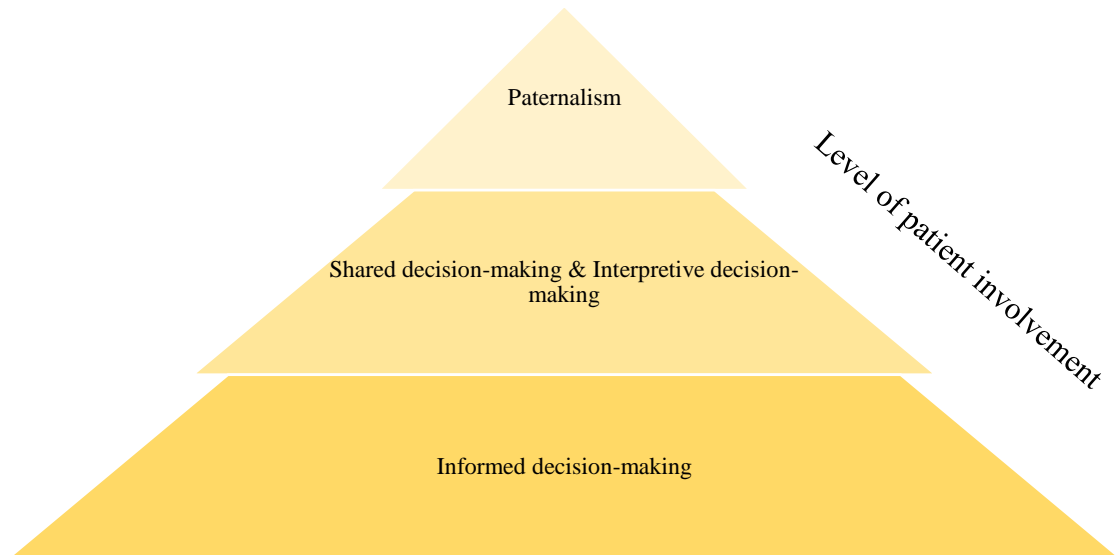 Paternalism
Level of patient involvement
Shared decision-making & Interpretive decision-
making
Informed decision-making